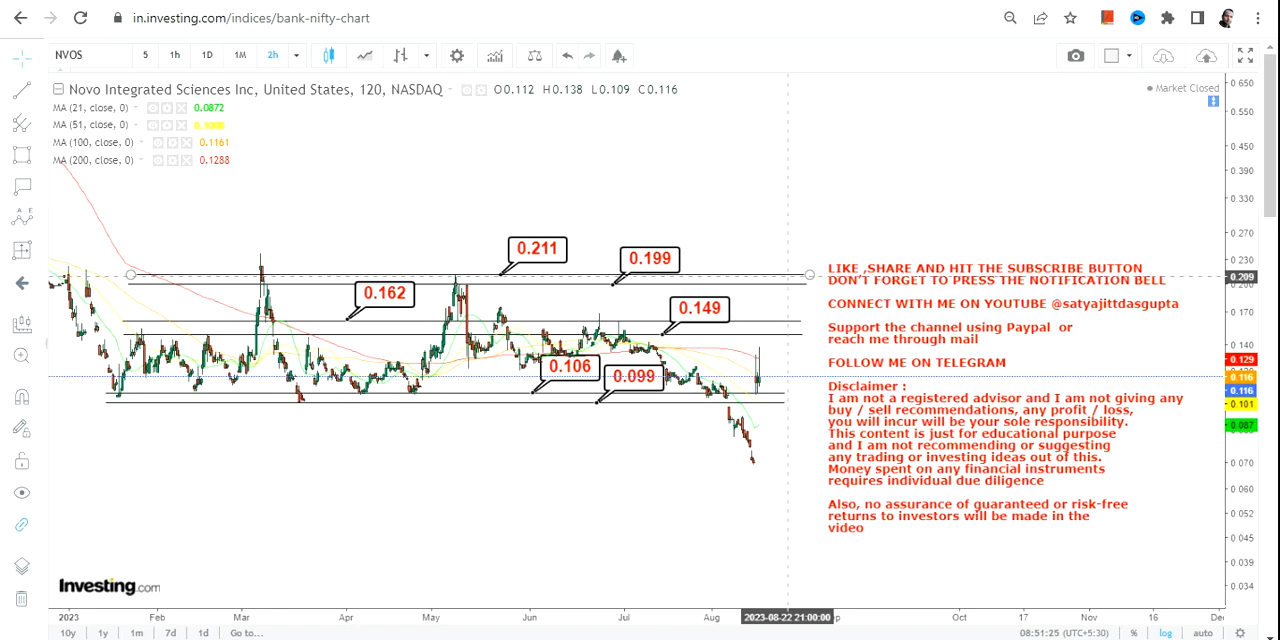 in.investing.com/indices/bank-nifty-chart
NVOS 5 1h 1D 1M 2h
Novo Integrated Sciences Inc, United States, 120, NASDAQ O0.112 H0.138 L0.109 C0.116
Market Closed
MA (21, close, 0) 0.0872
MA (51, close, 0)
MA (100, close, 0) 0.1161
MA (200, close, 0) 0.1288
0.211
0.199
0.162
0.149
0.106
0.099
LIKE ,SHARE AND HIT THE SUBSCRIBE BUTTON
DON'T FORGET TO PRESS THE NOTIFICATION BELL
CONNECT WITH ME ON YOUTUBE @satyajittdasgupta
Support the channel using Paypal or
reach me through mail
FOLLOW ME ON TELEGRAM
Disclaimer :
I am not a registered advisor and I am not giving any
buy / sell recommendations, any profit / loss,
you will incur will be your sole responsibility.
This content is just for educational purpose
and I am not recommending or suggesting
any trading or investing ideas out of this.
Money spent on any financial instruments
requires individual due diligence
Also, no assurance of guaranteed or risk-free
returns to investors will be made in the
video
0.650
0.550
0.450
0.390
0.330
0.270
0.230
0.209
0.170
0.140
0.129
0.116
0.116
0.101
0.087
0.070
0.060
0.052
0.045
0.039
0.034
Investing.com
2023 Feb Mar Apr May Jun Jul Aug 2023-08-22 21:00:00 Oct 17 Nov 16
10y 1y 1m 7d 1d Go to... 08:51:25 (UTC+5:30) % log auto